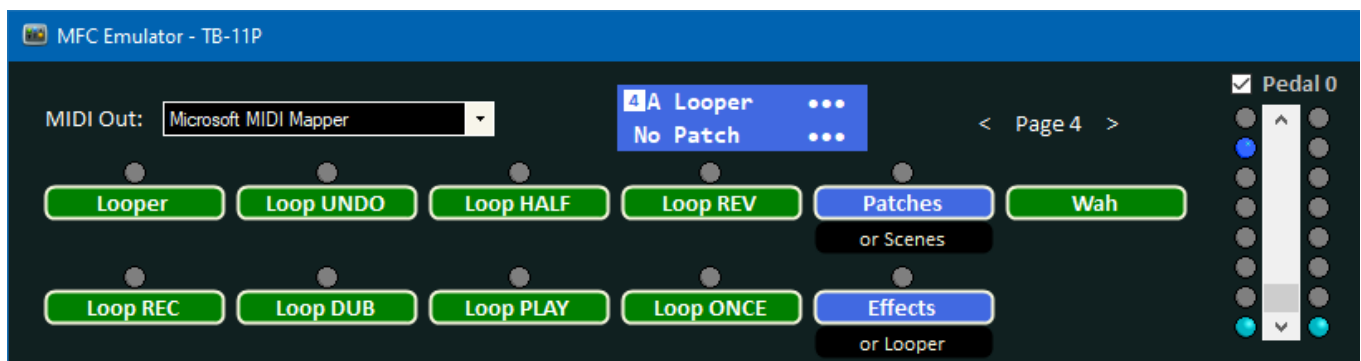 MFC Emulator - TB-11P
Pedal 0
MIDI Out: Microsoft MIDI Mapper
4 A Looper •••
No Patch •••
< Page 4 >
Looper Loop UNDO Loop HALF Loop REV Patches Wah
or Scenes
Loop REC Loop DUB Loop PLAY Loop ONCE Effects
or Looper